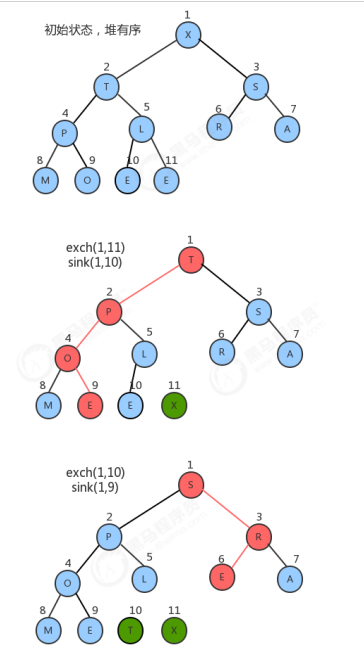 初始状态，堆有序
1
X
2
3
T
S
4
5
6
7
P
L
R
A
8
9
10
11
M
O
E
E
exch(1,11)
sink(1,10)
1
T
2
3
P
S
4
5
6
7
O
L
R
A
8
9
10
11
M
E
E
X
exch(1,10)
sink(1,9)
1
S
2
3
P
R
4
5
6
7
O
L
E
A
8
9
10
11
M
E
T
X